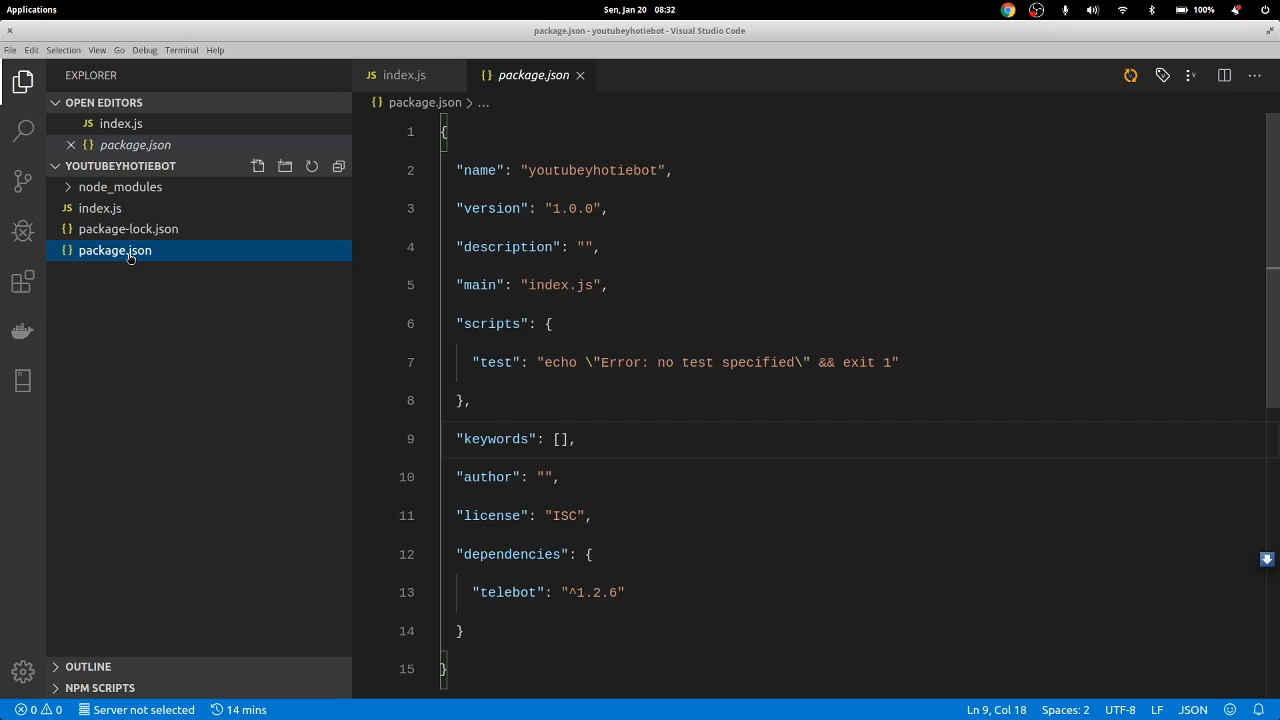 Applications
Sen, Jan 20 08:32
100%
package.json - youtubeyhotiebot - Visual Studio Code
File Edit Selection View Go Debug Terminal Help
EXPLORER
OPEN EDITORS
JS index.js
{} package.json
YOUTUBEYHOTIEBOT
node_modules
JS index.js
{} package-lock.json
{} package.json
OUTLINE
NPM SCRIPTS
JS index.js
{} package.json
{} package.json > ...
1 {
2 "name": "youtubeyhotiebot",
3 "version": "1.0.0",
4 "description": "",
5 "main": "index.js",
6 "scripts": {
7 "test": "echo \"Error: no test specified\" && exit 1"
8 },
9 "keywords": [],
10 "author": "",
11 "license": "ISC",
12 "dependencies": {
13 "telebot": "^1.2.6"
14 }
15 }
0 0 Server not selected 14 mins Ln 9, Col 18 Spaces: 2 UTF-8 LF JSON